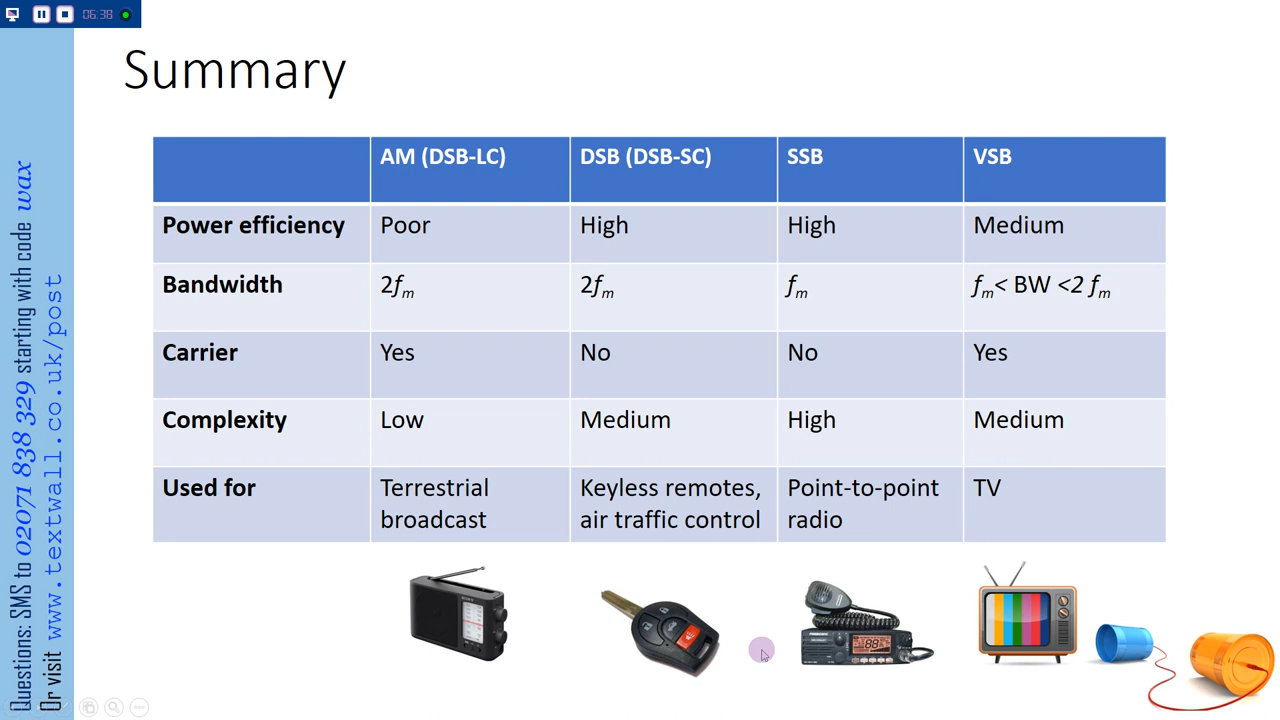 06.38
Summary
AM (DSB-LC) DSB (DSB-SC) SSB VSB
Power efficiency Poor High High Medium
Bandwidth 2fm 2fm fm fm< BW <2 fm
Carrier Yes No No Yes
Complexity Low Medium High Medium
Used for Terrestrial Keyless remotes, Point-to-point TV
broadcast air traffic control radio
Questions: SMS to 02071 838 329 starting with code wax
Or visit www.textwall.co.uk/post